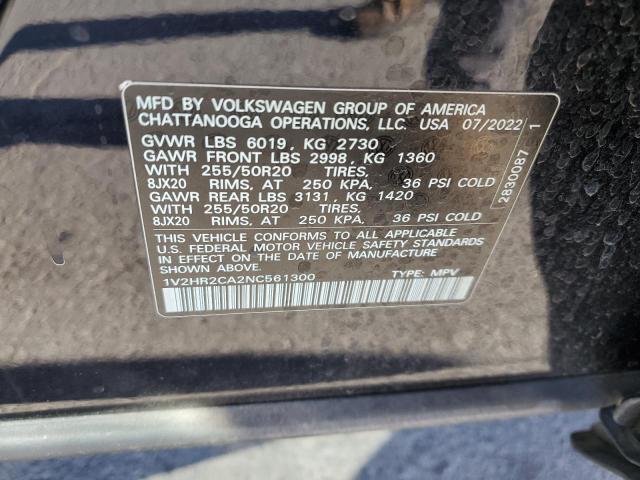 MFD BY VOLKSWAGEN GROUP OF AMERICA
CHATTANOOGA OPERATIONS, LLC. USA 07/2022
GVWR LBS 6019, KG 2730
GAWR FRONT LBS 2998, KG 1360
WITH 255/50R20 TIRES,
8JX20 RIMS, AT 250 KPA, 36 PSI COLD
GAWR REAR LBS 3131, KG 1420
WITH 255/50R20 TIRES,
8JX20 RIMS, AT 250 KPA, 36 PSI COLD
THIS VEHICLE CONFORMS TO ALL APPLICABLE
U.S. FEDERAL MOTOR VEHICLE SAFETY STANDARDS
IN EFFECT ON THE DATE OF MANUFACTURE
SHOWN ABOVE.
1V2HR2CA2NC561300 TYPE: MPV
2830087 1